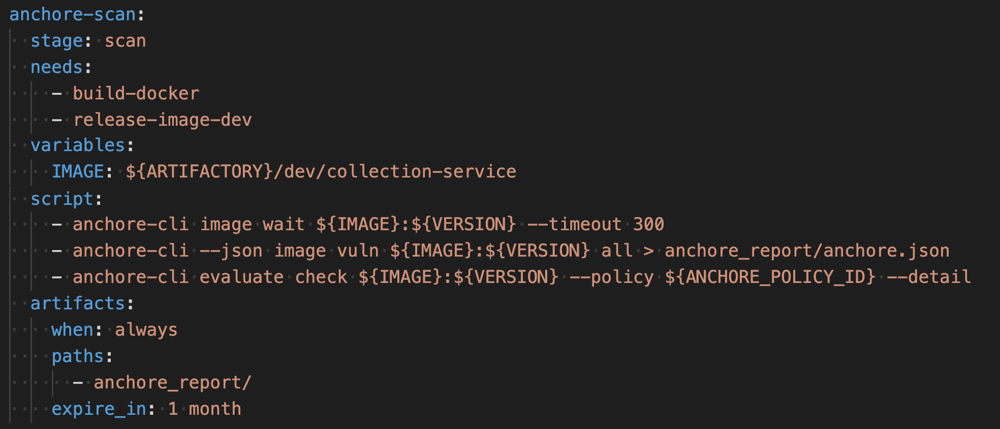 anchore-scan:
  stage: scan
  needs:
    - build-docker
    - release-image-dev
  variables:
    IMAGE: ${ARTIFACTORY}/dev/collection-service
  script:
    - anchore-cli image wait ${IMAGE}:${VERSION} --timeout 300
    - anchore-cli --json image vuln ${IMAGE}:${VERSION} all > anchore_report/anchore.json
    - anchore-cli evaluate check ${IMAGE}:${VERSION} --policy ${ANCHORE_POLICY_ID} --detail
  artifacts:
    when: always
    paths:
      - anchore_report/
    expire_in: 1 month